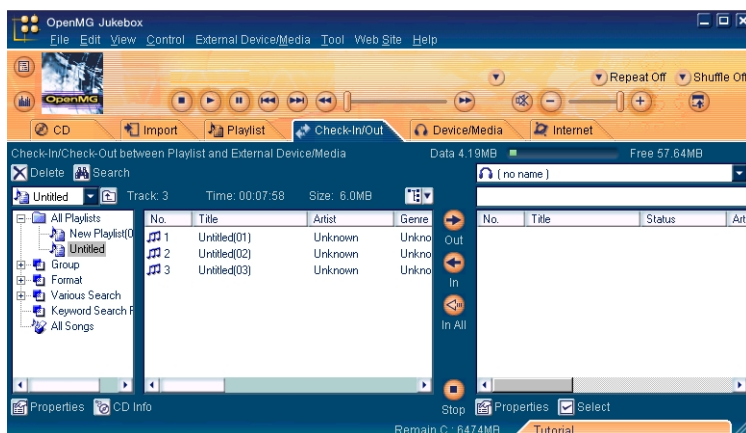 OpenMG Jukebox
File Edit View Control External Device/Media Tool Web Site Help
OpenMG
Repeat Off Shuffle Off
CD Import Playlist Check-In/Out Device/Media Internet
Check-In/Check-Out between Playlist and External Device/Media Data 4.19MB Free 57.64MB
Delete Search ( no name )
Untitled Track: 3 Time: 00:07:58 Size: 6.0MB
All Playlists
New Playlist(0
Untitled
Group
Format
Various Search
Keyword Search F
All Songs
No. Title Artist Genre
1 Untitled(01) Unknown Unkno
2 Untitled(02) Unknown Unkno
3 Untitled(03) Unknown Unkno
Out
In
In All
Stop
No. Title Status Art
Properties CD Info
Properties Select
Remain C : 6474MB Tutorial